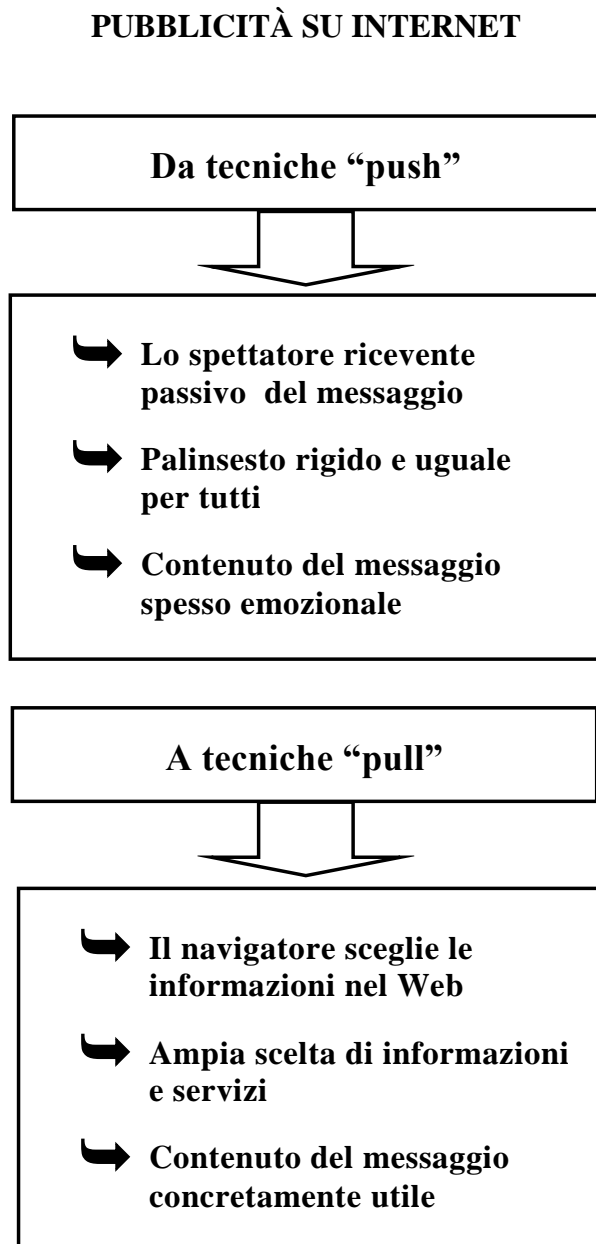 PUBBLICITÀ SU INTERNET
Da tecniche “push”
Lo spettatore ricevente
passivo del messaggio
Palinsesto rigido e uguale
per tutti
Contenuto del messaggio
spesso emozionale
A tecniche “pull”
Il navigatore sceglie le
informazioni nel Web
Ampia scelta di informazioni
e servizi
Contenuto del messaggio
concretamente utile